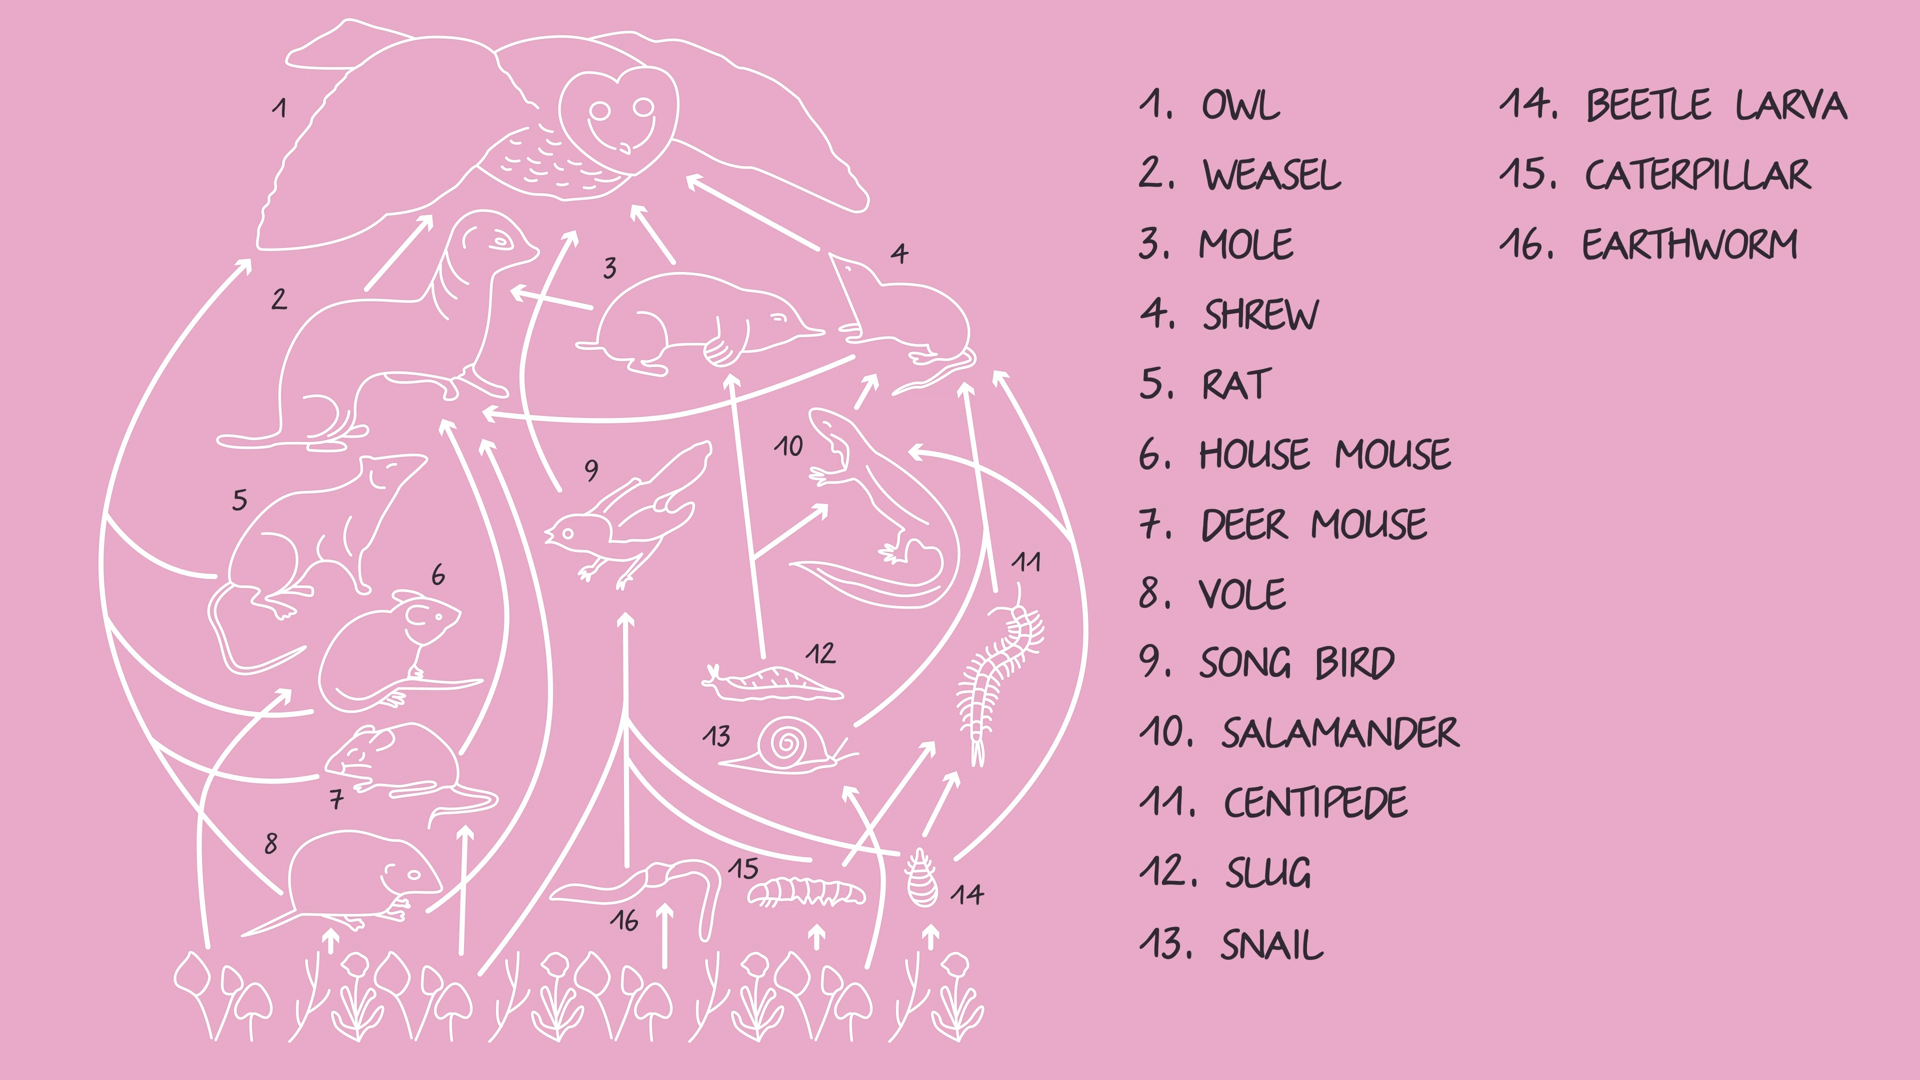 1
2
3
4
5
6
7
8
9
10
11
12
13
14
15
16
1. OWL
2. WEASEL
3. MOLE
4. SHREW
5. RAT
6. HOUSE MOUSE
7. DEER MOUSE
8. VOLE
9. SONG BIRD
10. SALAMANDER
11. CENTIPEDE
12. SLUG
13. SNAIL
14. BEETLE LARVA
15. CATERPILLAR
16. EARTHWORM